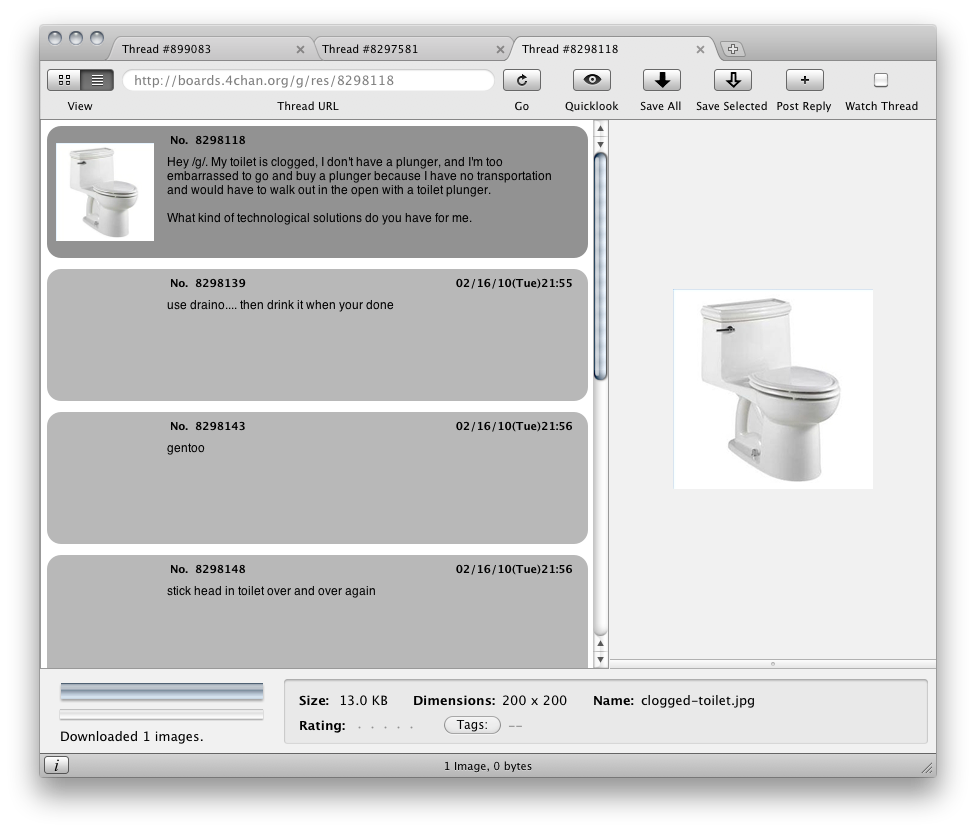 Thread #899083
Thread #8297581
Thread #8298118
http://boards.4chan.org/g/res/8298118
View
Thread URL
Go
Quicklook
Save All
Save Selected
Post Reply
Watch Thread
No. 8298118
Hey /g/. My toilet is clogged, I don't have a plunger, and I'm too
embarrassed to go and buy a plunger because I have no transportation
and would have to walk out in the open with a toilet plunger.
What kind of technological solutions do you have for me.
No. 8298139 02/16/10(Tue)21:55
use draino.... then drink it when your done
No. 8298143 02/16/10(Tue)21:56
gentoo
No. 8298148 02/16/10(Tue)21:56
stick head in toilet over and over again
Downloaded 1 images.
Size: 13.0 KB Dimensions: 200 x 200 Name: clogged-toilet.jpg
Rating: . . . . . Tags: --
i
1 Image, 0 bytes